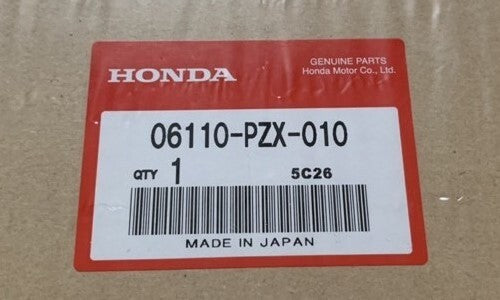 HONDA
GENUINE PARTS
Honda Motor Co., Ltd.
06110-PZX-010
QTY 1 5C26
MADE IN JAPAN